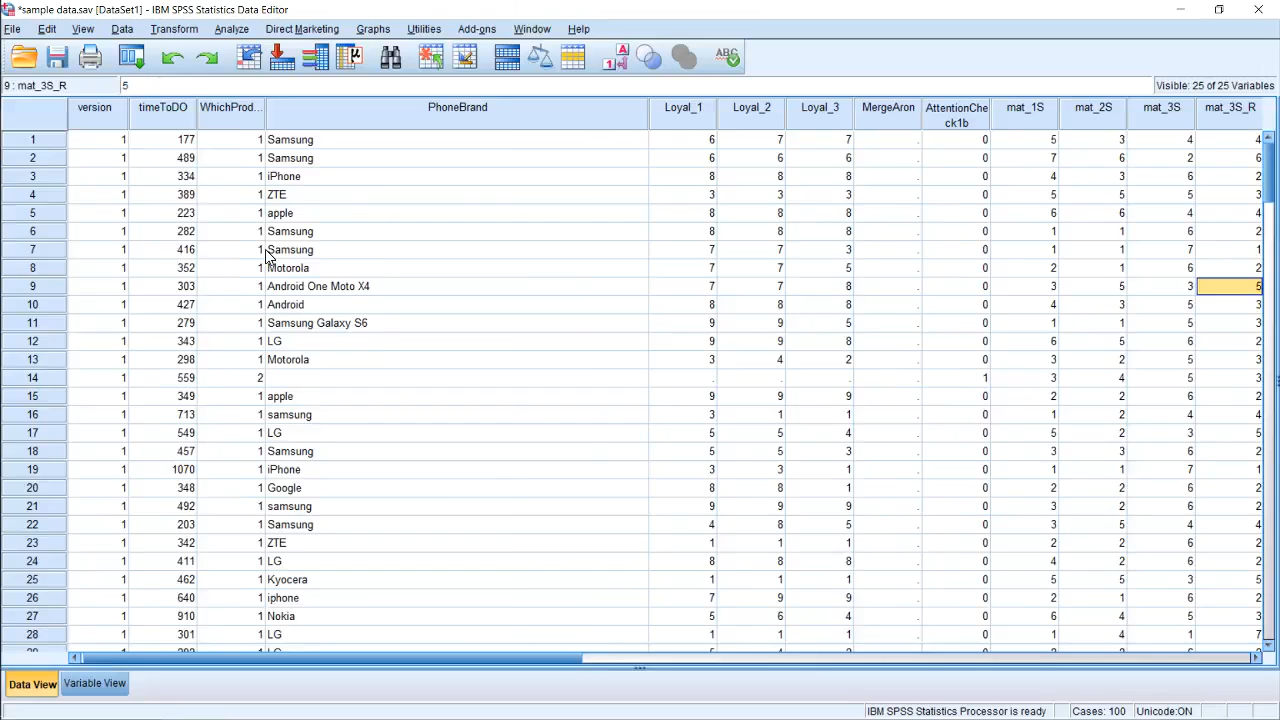 *sample data.sav [DataSet1] - IBM SPSS Statistics Data Editor
File Edit View Data Transform Analyze Direct Marketing Graphs Utilities Add-ons Window Help
9 : mat_3S_R 5 Visible: 25 of 25 Variables
version timeToDO WhichProd... PhoneBrand Loyal_1 Loyal_2 Loyal_3 MergeAron AttentionChe mat_1S mat_2S mat_3S mat_3S_R
ck1b
1 1 177 1 Samsung 6 7 7 . 0 5 3 4 4
2 1 489 1 Samsung 6 6 6 . 0 7 6 2 6
3 1 334 1 iPhone 8 8 8 . 0 4 3 6 2
4 1 389 1 ZTE 3 3 3 . 0 5 5 5 3
5 1 223 1 apple 8 8 8 . 0 6 6 4 4
6 1 282 1 Samsung 8 8 8 . 0 1 1 6 2
7 1 416 1 Samsung 7 7 3 . 0 1 1 7 1
8 1 352 1 Motorola 7 7 5 . 0 2 1 6 2
9 1 303 1 Android One Moto X4 7 7 8 . 0 3 5 3 5
10 1 427 1 Android 8 8 8 . 0 4 3 5 3
11 1 279 1 Samsung Galaxy S6 9 9 5 . 0 1 1 5 3
12 1 343 1 LG 9 9 8 . 0 6 5 6 2
13 1 298 1 Motorola 3 4 2 . 0 3 2 5 3
14 1 559 2 . . . . 1 3 4 5 3
15 1 349 1 apple 9 9 9 . 0 2 2 6 2
16 1 713 1 samsung 3 1 1 . 0 1 2 4 4
17 1 549 1 LG 5 5 4 . 0 5 2 3 5
18 1 457 1 Samsung 5 5 3 . 0 3 3 6 2
19 1 1070 1 iPhone 3 3 1 . 0 1 1 7 1
20 1 348 1 Google 8 8 1 . 0 2 2 6 2
21 1 492 1 samsung 9 9 9 . 0 3 2 6 2
22 1 203 1 Samsung 4 8 5 . 0 3 5 4 4
23 1 342 1 ZTE 1 1 1 . 0 2 2 6 2
24 1 411 1 LG 8 8 8 . 0 4 2 6 2
25 1 462 1 Kyocera 1 1 1 . 0 5 5 3 5
26 1 640 1 iphone 7 9 9 . 0 2 1 6 2
27 1 910 1 Nokia 5 6 4 . 0 6 4 5 3
28 1 301 1 LG 1 1 1 . 0 1 4 1 7
Data View Variable View
IBM SPSS Statistics Processor is ready Cases: 100 Unicode:ON